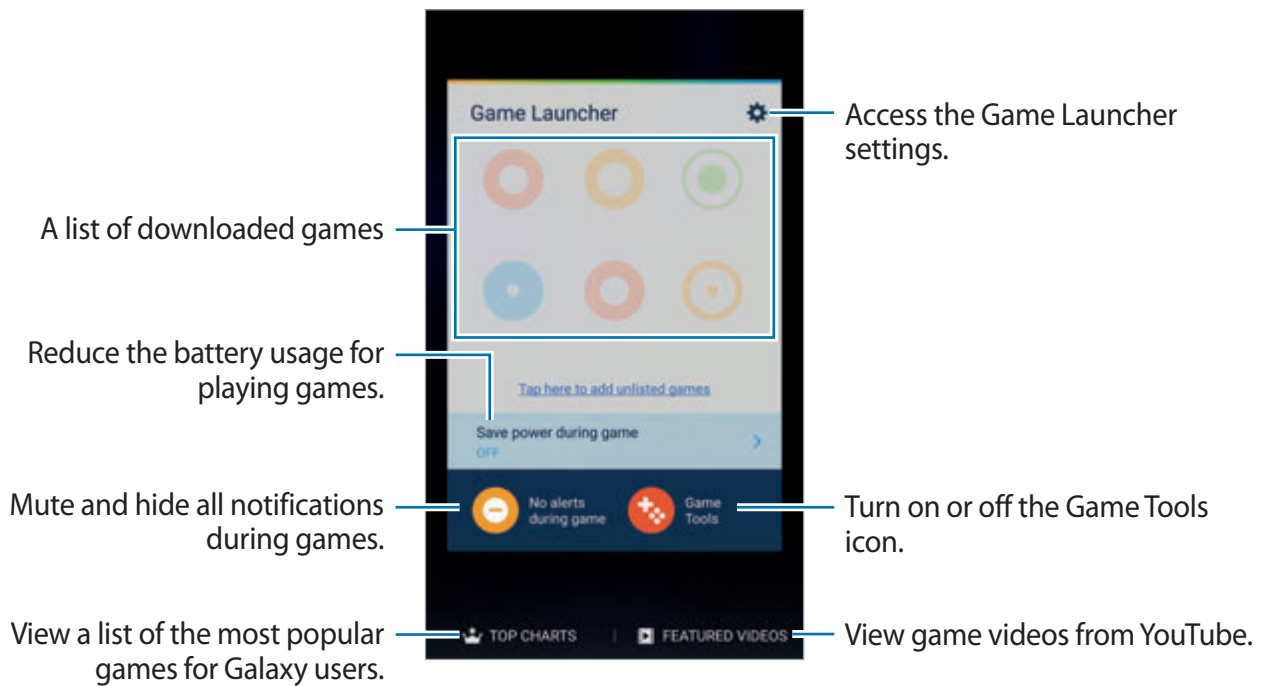 Game Launcher
Access the Game Launcher
settings.
A list of downloaded games
Reduce the battery usage for
playing games.
Tap here to add unlisted games
Save power during game
OFF
Mute and hide all notifications
during games.
No alerts
during game
Game
Tools
Turn on or off the Game Tools
icon.
View a list of the most popular
games for Galaxy users.
TOP CHARTS
FEATURED VIDEOS
View game videos from YouTube.